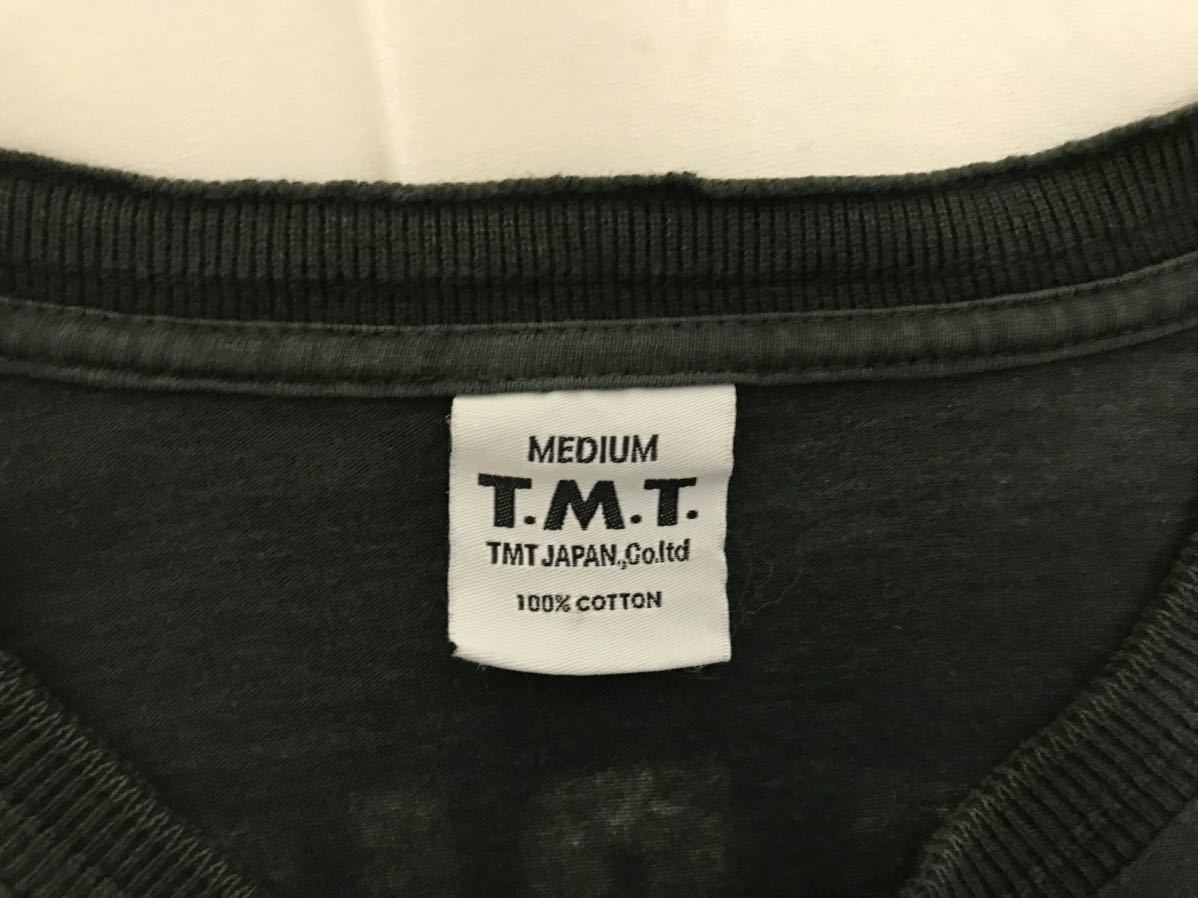 MEDIUM
T.M.T.
TMT JAPAN.,Co.ltd
100% COTTON